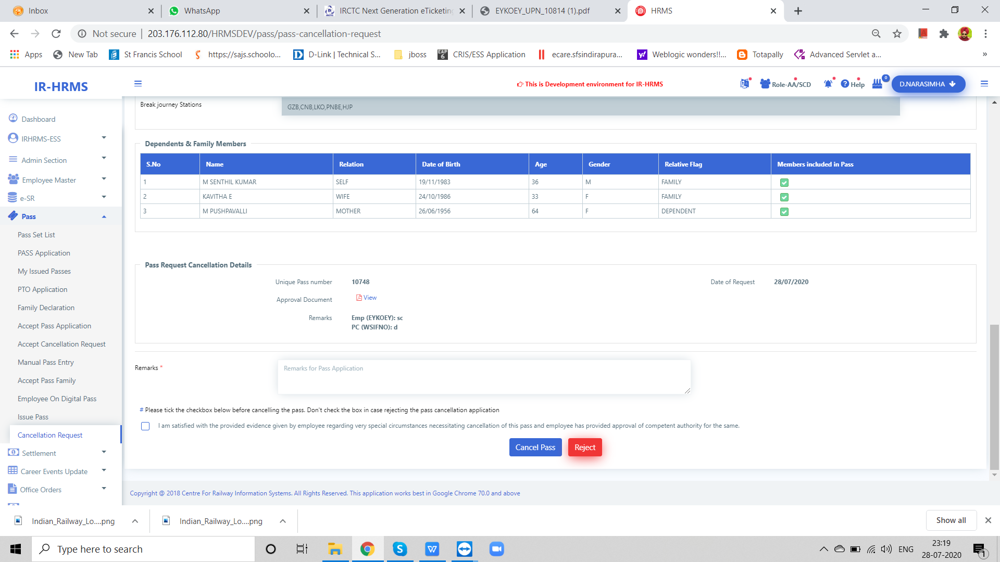 Inbox
WhatsApp
IRCTC Next Generation eTicketing
EYKOEY_UPN_10814 (1).pdf
HRMS
Not secure | 203.176.112.80/HRMSDEV/pass/pass-cancellation-request
Apps
New Tab
St Francis School
https://sajs.schoolo...
D-Link | Technical S...
jboss
CRIS/ESS Application
ecare.sfsindirapura...
Weblogic wonders!!...
Totapally
Advanced Servlet a...
»
IR-HRMS
This is Development environment for IR-HRMS
Role-AA/SCD
Help
0
D.NARASIMHA
Dashboard
IRHRMS-ESS
Admin Section
Employee Master
e-SR
Pass
Pass Set List
PASS Application
My Issued Passes
PTO Application
Family Declaration
Accept Pass Application
Accept Cancellation Request
Manual Pass Entry
Accept Pass Family
Employee On Digital Pass
Issue Pass
Cancellation Request
Settlement
Career Events Update
Office Orders
Break journey Stations GZB,CNB,LKO,PNBE,HJP
Dependents & Family Members
S.No Name Relation Date of Birth Age Gender Relative Flag Members included in Pass
1 M SENTHIL KUMAR SELF 19/11/1983 36 M FAMILY
2 KAVITHA E WIFE 24/10/1986 33 F FAMILY
3 M PUSHPAVALLI MOTHER 26/06/1956 64 F DEPENDENT
Pass Request Cancellation Details
Unique Pass number 10748 Date of Request 28/07/2020
Approval Document View
Remarks Emp (EYKOEY): sc
PC (WSIFNO): d
Remarks *
Remarks for Pass Application
# Please tick the checkbox below before cancelling the pass. Don't check the box in case rejecting the pass cancellation application
I am satisfied with the provided evidence given by employee regarding very special circumstances necessitating cancellation of this pass and employee has provided approval of competent authority for the same.
Cancel Pass Reject
Copyright @ 2018 Centre For Railway Information Systems. All Rights Reserved. This application works best in Google Chrome 70.0 and above
Indian_Railway_Lo....png
Indian_Railway_Lo....png
Show all
Type here to search
ENG
23:19
28-07-2020
1